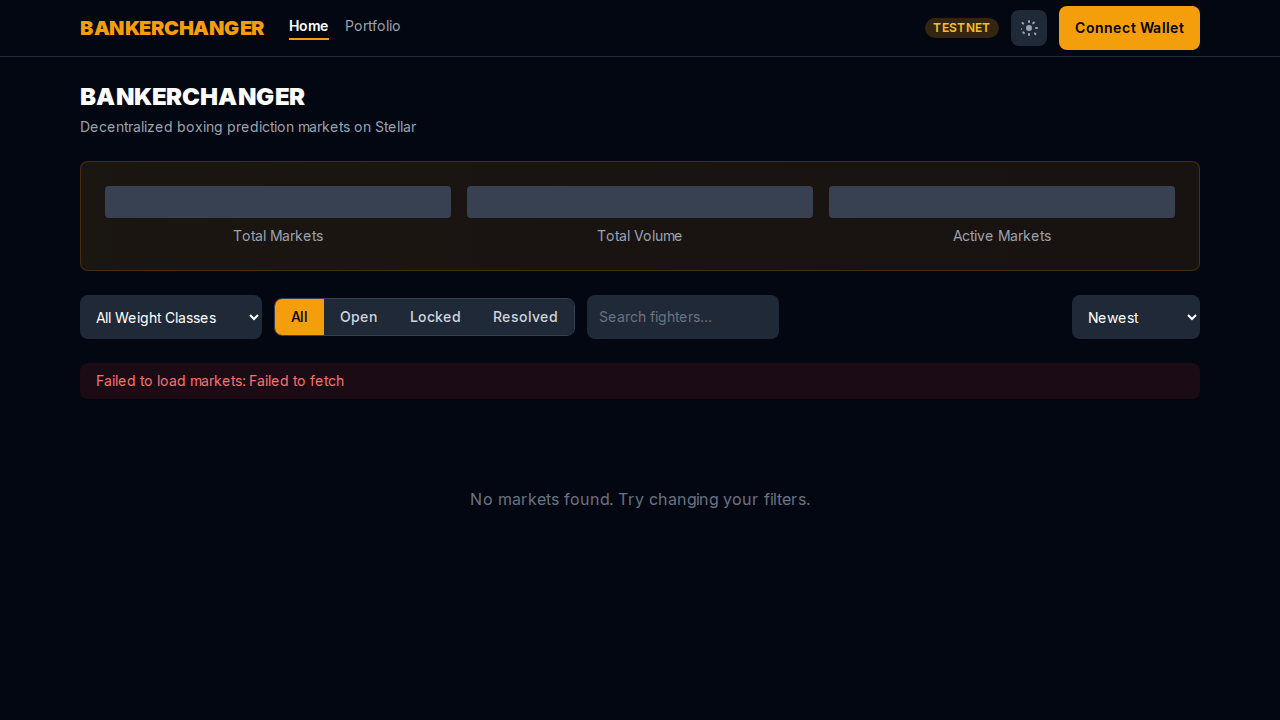 BANKERCHANGER Home Portfolio TESTNET Connect Wallet
BANKERCHANGER
Decentralized boxing prediction markets on Stellar
Total Markets Total Volume Active Markets
All Weight Classes All Open Locked Resolved Search fighters... Newest
Failed to load markets: Failed to fetch
No markets found. Try changing your filters.